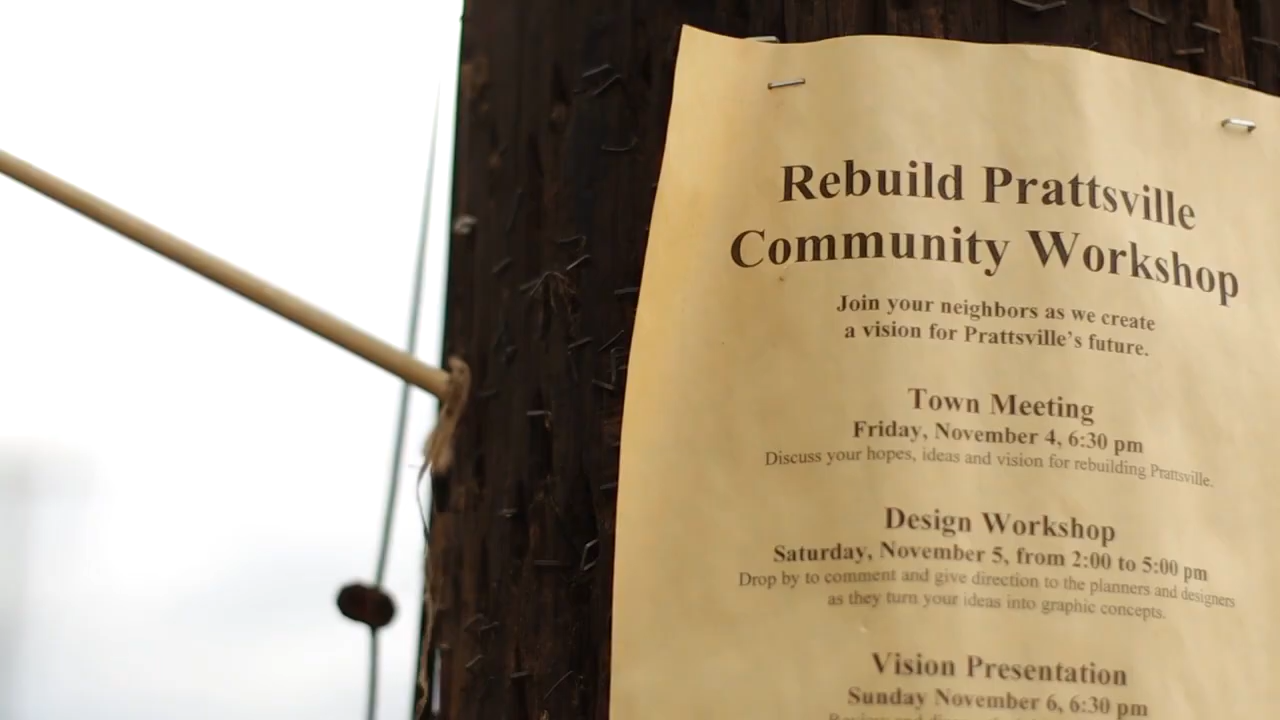 Rebuild Prattsville
Community Workshop
Join your neighbors as we create
a vision for Prattsville's future.
Town Meeting
Friday, November 4, 6:30 pm
Discuss your hopes, ideas and vision for rebuilding Prattsville.
Design Workshop
Saturday, November 5, from 2:00 to 5:00 pm
Drop by to comment and give direction to the planners and designers
as they turn your ideas into graphic concepts.
Vision Presentation
Sunday November 6, 6:30 pm